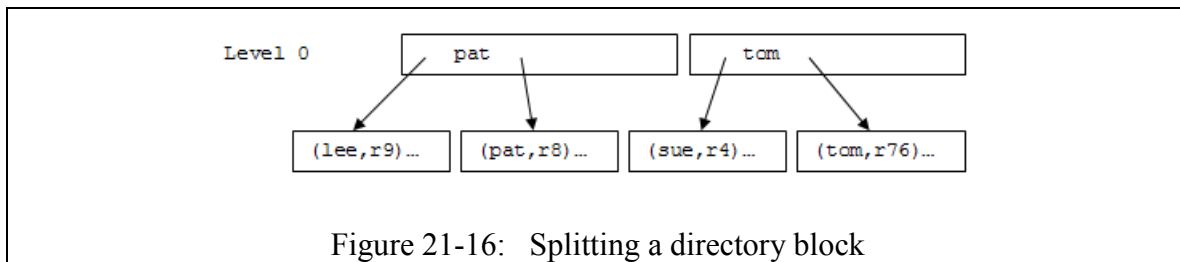 Level 0 pat tom
(lee,r9)… (pat,r8)… (sue,r4)… (tom,r76)…
Figure 21-16: Splitting a directory block